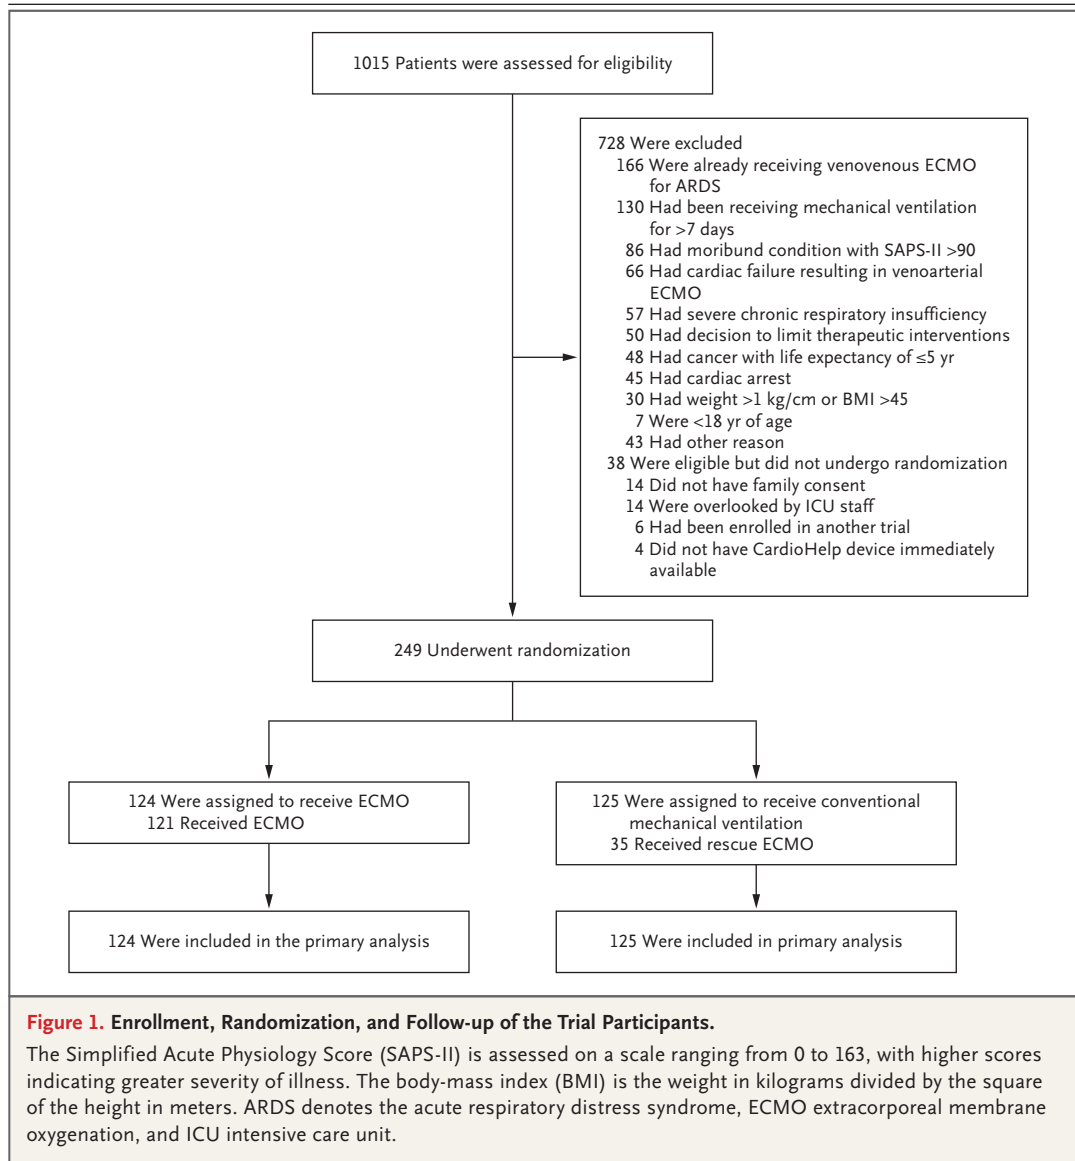 1015 Patients were assessed for eligibility
728 Were excluded
166 Were already receiving venovenous ECMO
for ARDS
130 Had been receiving mechanical ventilation
for >7 days
86 Had moribund condition with SAPS-II >90
66 Had cardiac failure resulting in venoarterial
ECMO
57 Had severe chronic respiratory insufficiency
50 Had decision to limit therapeutic interventions
48 Had cancer with life expectancy of ≤5 yr
45 Had cardiac arrest
30 Had weight >1 kg/cm or BMI >45
7 Were <18 yr of age
43 Had other reason
38 Were eligible but did not undergo randomization
14 Did not have family consent
14 Were overlooked by ICU staff
6 Had been enrolled in another trial
4 Did not have CardioHelp device immediately
available
249 Underwent randomization
124 Were assigned to receive ECMO
121 Received ECMO
125 Were assigned to receive conventional
mechanical ventilation
35 Received rescue ECMO
124 Were included in the primary analysis
125 Were included in primary analysis
Figure 1. Enrollment, Randomization, and Follow-up of the Trial Participants.
The Simplified Acute Physiology Score (SAPS-II) is assessed on a scale ranging from 0 to 163, with higher scores
indicating greater severity of illness. The body-mass index (BMI) is the weight in kilograms divided by the square
of the height in meters. ARDS denotes the acute respiratory distress syndrome, ECMO extracorporeal membrane
oxygenation, and ICU intensive care unit.